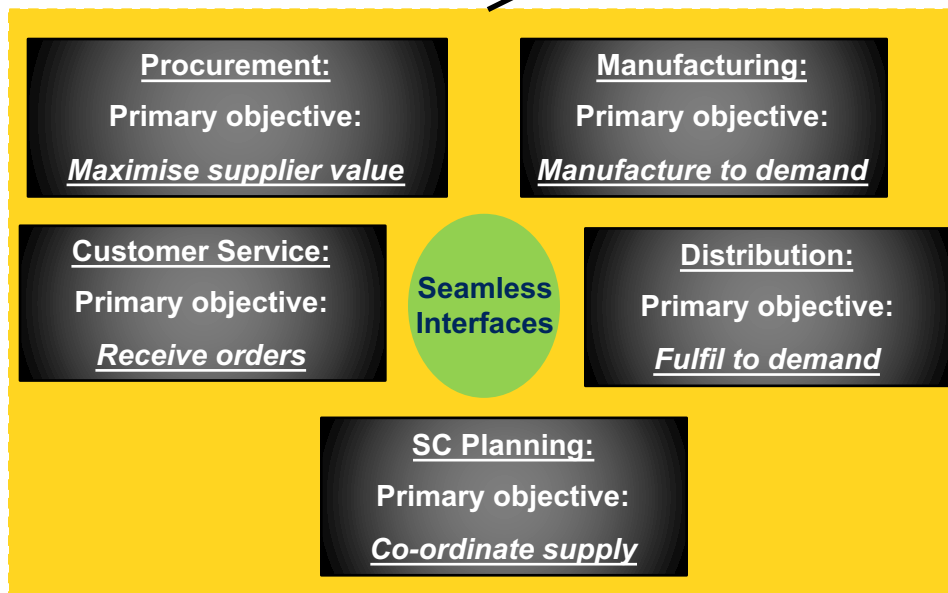 Procurement:
Primary objective:
Maximise supplier value
Manufacturing:
Primary objective:
Manufacture to demand
Customer Service:
Primary objective:
Receive orders
Seamless
Interfaces
Distribution:
Primary objective:
Fulfil to demand
SC Planning:
Primary objective:
Co-ordinate supply